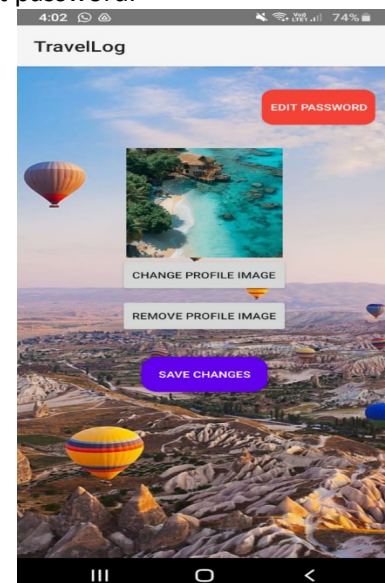 t password.
4:02 74%
TravelLog
EDIT PASSWORD
CHANGE PROFILE IMAGE
REMOVE PROFILE IMAGE
SAVE CHANGES